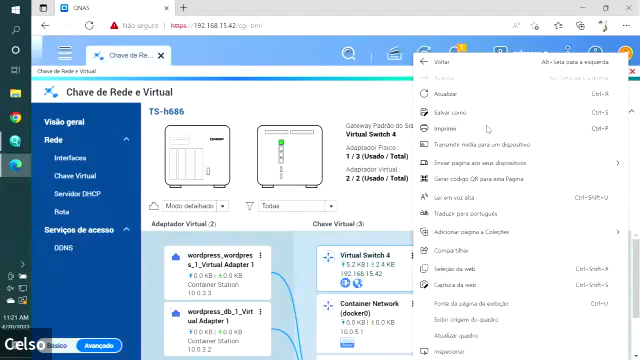 QNAS
Não seguro
https://192.168.15.42/cgi-bin/
Chave de Re...
Chave de Rede e Virtual
Chave de Rede e Virtual
Visão geral
Rede
Interfaces
Chave Virtual
Servidor DHCP
Rota
Serviços de acesso
DDNS
Básico
Avançado
TS-h686
Gateway Padrão do Sis
Virtual Switch 4
Adaptador Físico
1 / 3 (Usado / Total)
Adaptador Virtual :
2 / 2 (Usado / Total)
Modo detalhado
Todas
Adaptador Virtual (2)
Chave Virtual (3)
wordpress_wordpres
s_1_Virtual Adapter 1
0.0 KB
0.0 KB
Container Station
10.0.3.3
wordpress_db_1_Virt
ual Adapter 1
0.0 KB
0.0 KB
Container Station
10.0.3.2
Virtual Switch 4
5.2 KB
2.4 KB
192.168.15.42
Container Network
(docker0)
0.0 KB
0.0 KB
10.0.5.1
Voltar Alt+Seta para a esquerda
Avançar Alt+Seta para a direita
Atualizar Ctrl+R
Salvar como Ctrl+S
Imprimir Ctrl+P
Transmitir mídia para um dispositivo
Enviar página aos seus dispositivos
Gerar código QR para esta Página
Ler em voz alta Ctrl+Shift+U
Traduzir para português
Adicionar página a Coleções
Compartilhar
Seleção da web Ctrl+Shift+X
Captura da web Ctrl+Shift+S
Fonte da página de exibição Ctrl+U
Exibir origem do quadro
Atualizar quadro
Inspecionar
11:21 AM
4/20/2022
Celso